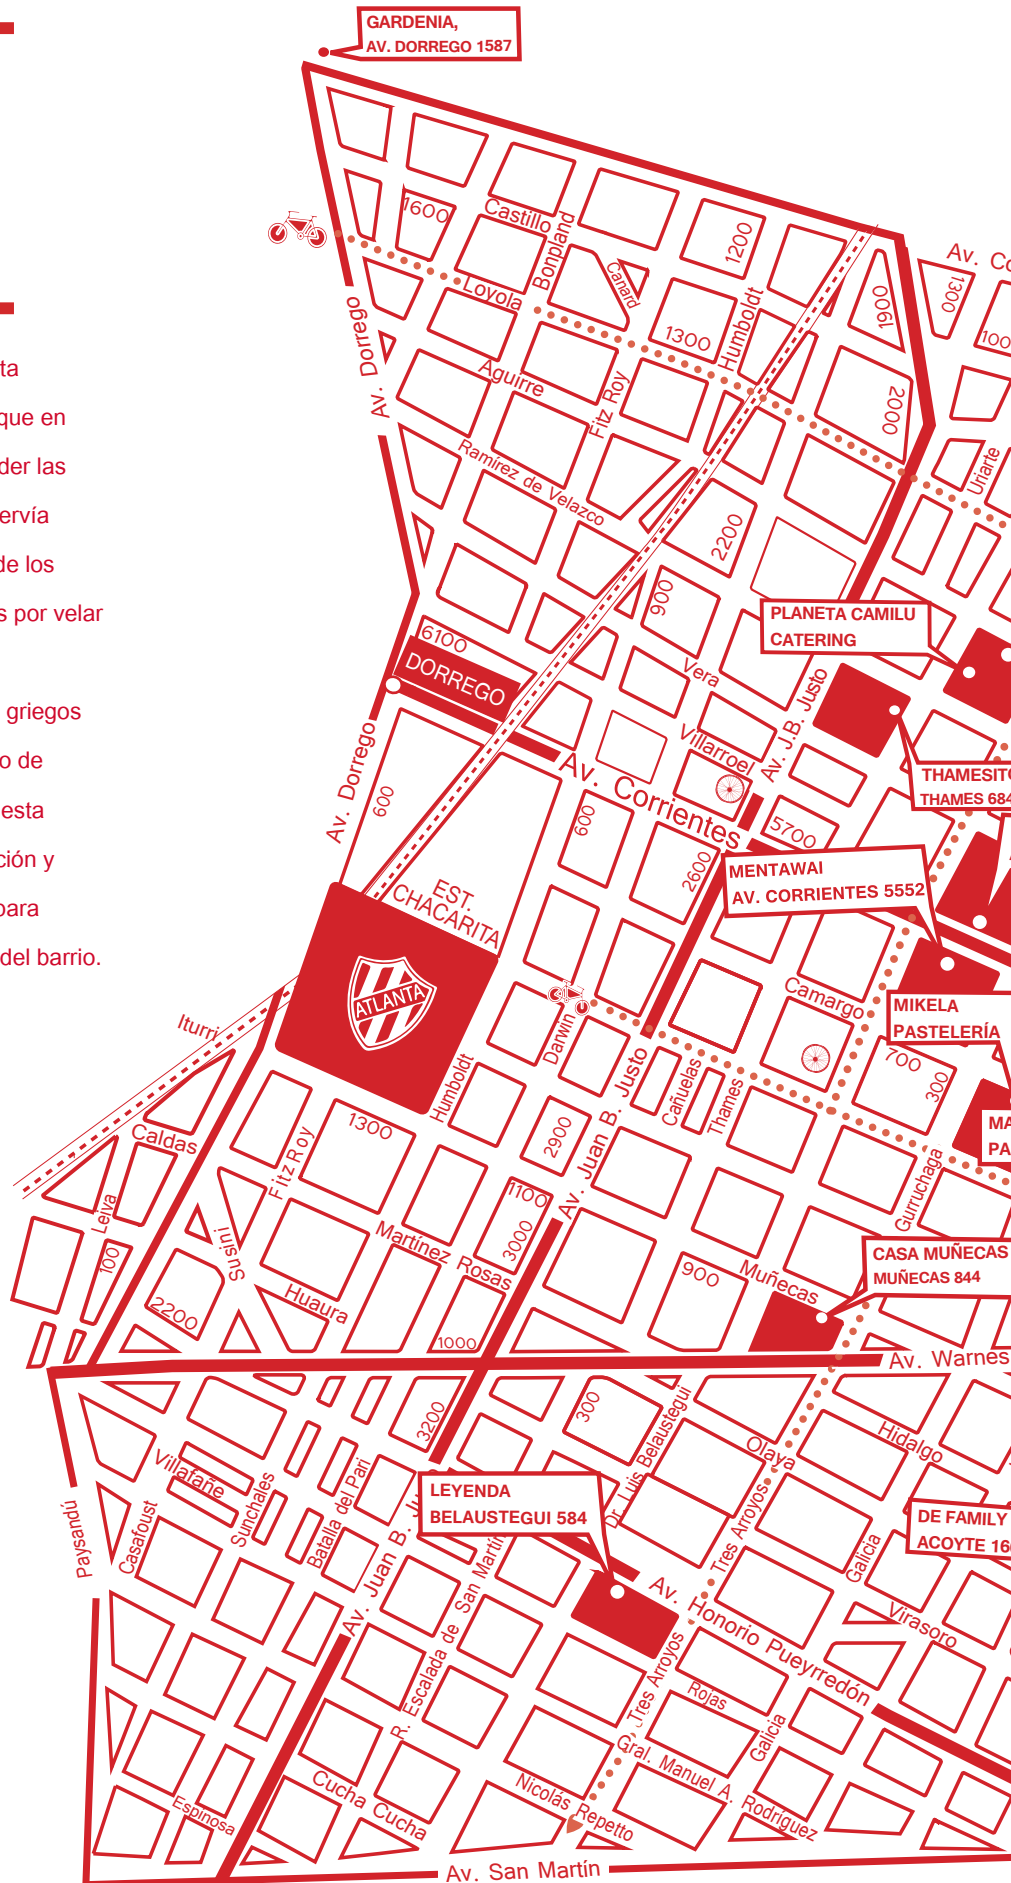 GARDENIA,
AV. DORREGO 1587
ta
que en
der las
ervía
de los
s por velar
griegos
o de
esta
ción y
para
del barrio.
1600
Castillo
Bonpland
1200
Canard
Loyola
1300
Humboldt
1900
Av. Co
1300
100
Av. Dorrego
Aguirre
Fitz Roy
2000
Ramírez de Velazco
Uriarte
2200
900
PLANETA CAMILU
CATERING
6100
DORREGO
Vera
Av. J.B. Justo
Villarroel
Av. Dorrego
600
Av. Corrientes
600
THAMESITO
THAMES 684
5700
2600
MENTAWAI
AV. CORRIENTES 5552
EST.
CHACARITA
ATLANTA
Camargo
Iturri
Darwin
MIKELA
PASTELERÍA
700
300
Humboldt
Av. Juan B. Justo
Cañuelas
Thames
1300
2900
MA
PA
Caldas
Fitz Roy
Gurruchaga
Leiva
100
Susini
1100
3000
Martínez Rosas
Huaura
2200
1000
900
Muñecas
CASA MUÑECAS
MUÑECAS 844
Av. Warnes
3200
300
Dr. Luis Belaustegui
Olaya
Hidalgo
Villafañe
Paysandú
Casafoust
Sunchales
Batalla del Pari
Av. Juan B. Ju
LEYENDA
BELAUSTEGUI 584
R. Escalada de San Martín
Tres Arroyos
Galicia
DE FAMILY
ACOYTE 16
Av. Honorio Pueyrredón
Virasoro
Tres Arroyos
Rojas
Galicia
Gral. Manuel A. Rodríguez
Nicolás Repetto
Cucha Cucha
Espinosa
Av. San Martín